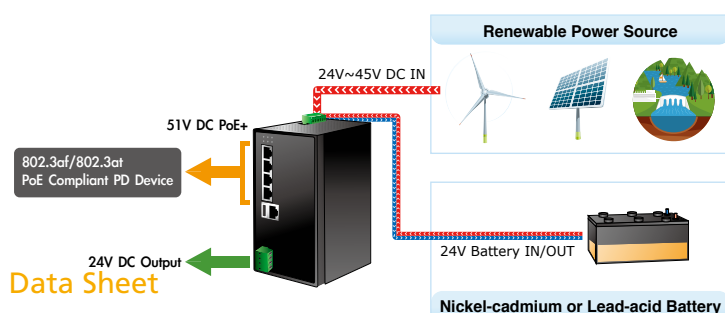 Renewable Power Source
24V~45V DC IN
51V DC PoE+
802.3af/802.3at
PoE Compliant PD Device
24V DC Output
24V Battery IN/OUT
Data Sheet
Nickel-cadmium or Lead-acid Battery